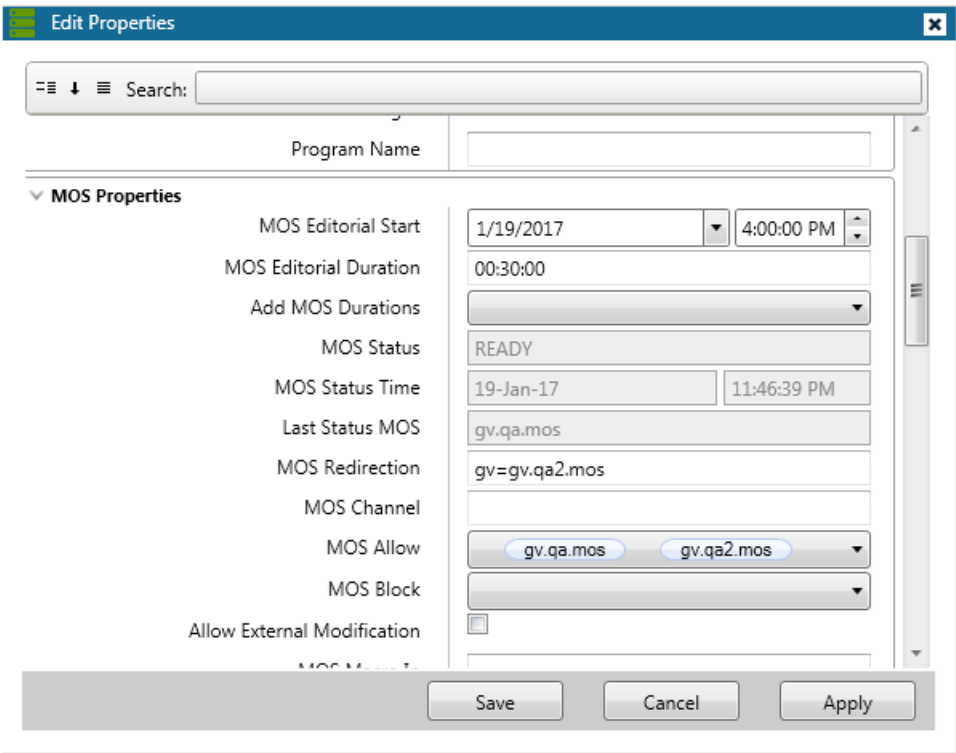 Edit Properties
Search:
Program Name
MOS Properties
MOS Editorial Start 1/19/2017 4:00:00 PM
MOS Editorial Duration 00:30:00
Add MOS Durations
MOS Status READY
MOS Status Time 19-Jan-17 11:46:39 PM
Last Status MOS gv.qa.mos
MOS Redirection gv=gv.qa2.mos
MOS Channel
MOS Allow gv.qa.mos gv.qa2.mos
MOS Block
Allow External Modification
Save Cancel Apply